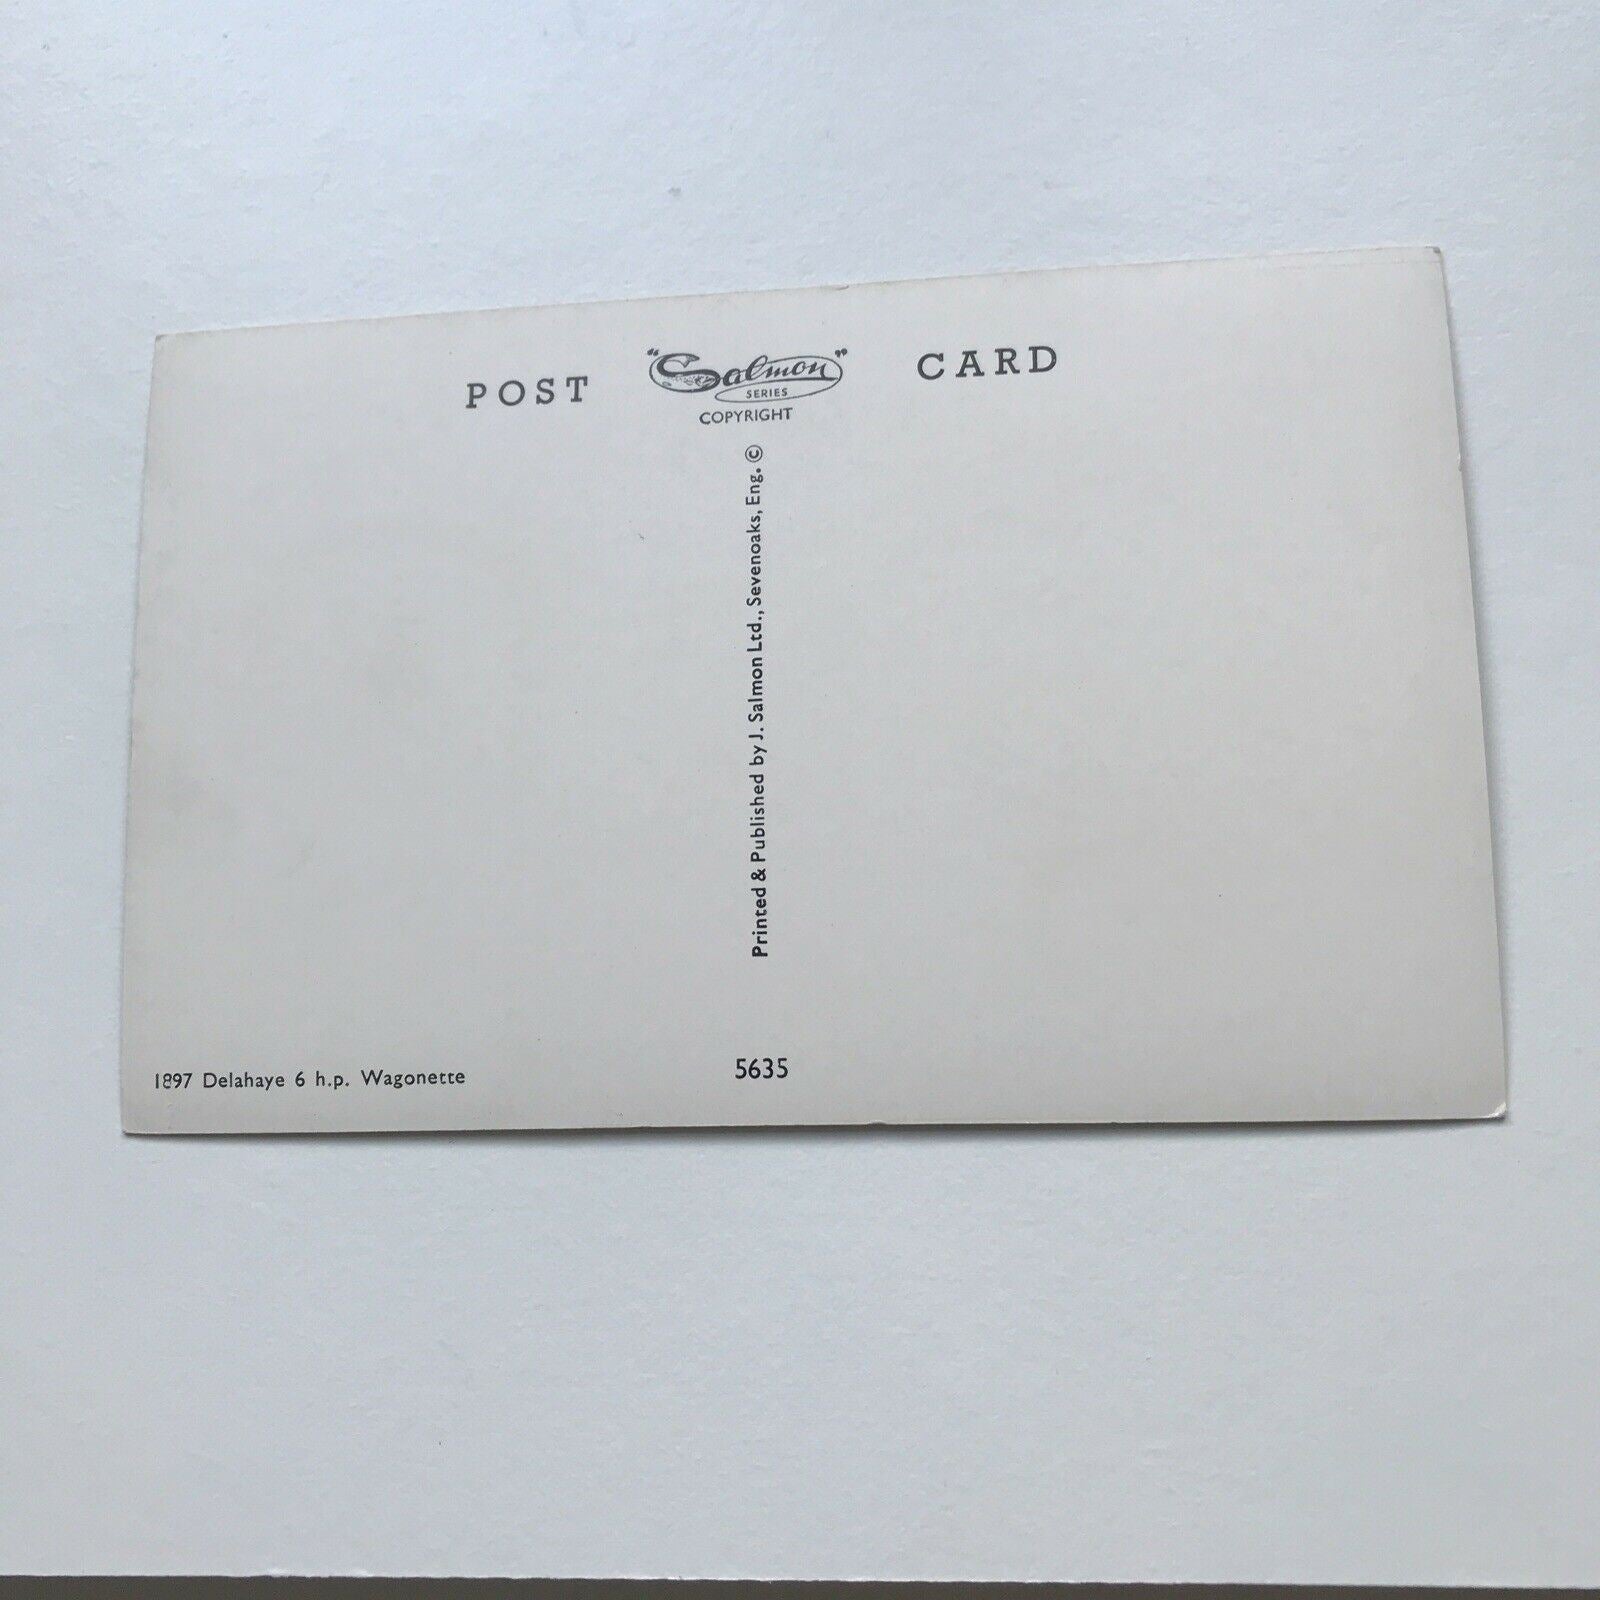 POST "Salmon" CARD
SERIES
COPYRIGHT
Printed & Published by J. Salmon Ltd., Sevenoaks, Eng. ©
1897 Delahaye 6 h.p. Wagonette
5635